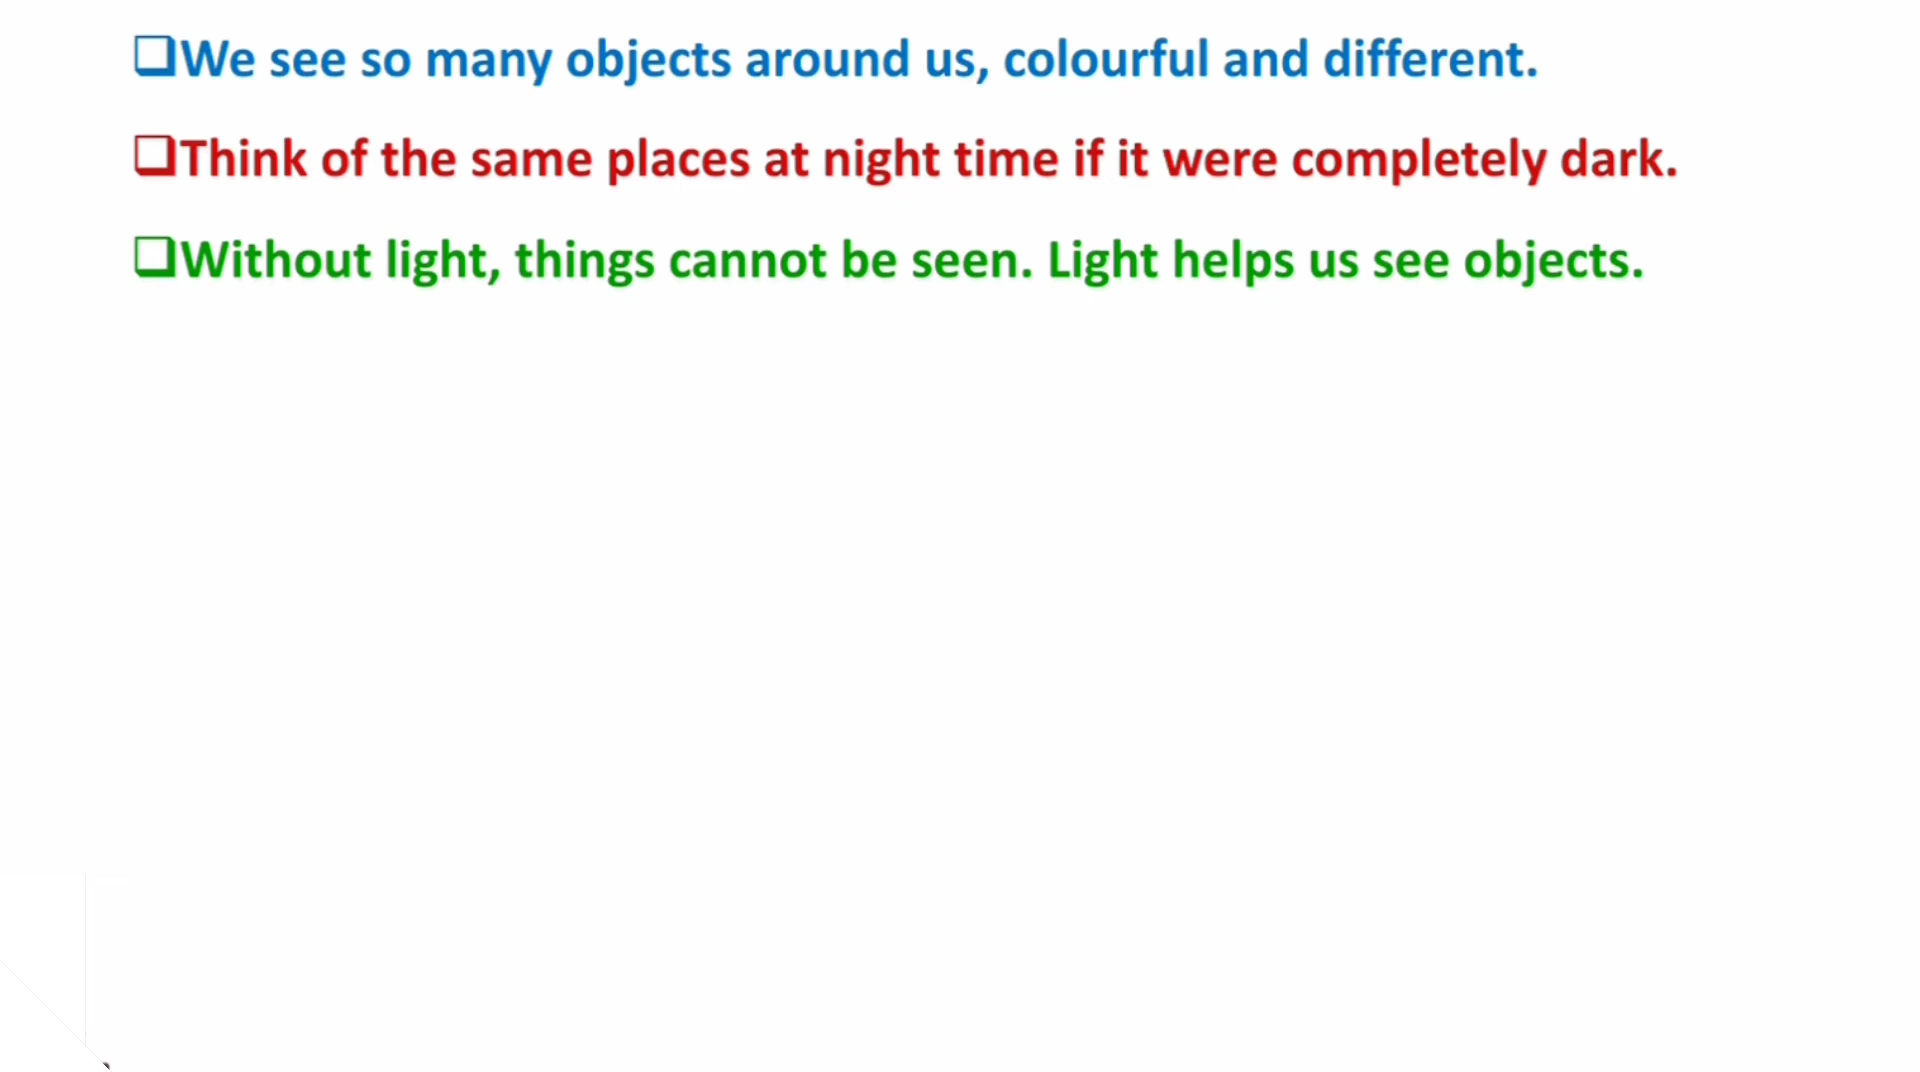 ❑We see so many objects around us, colourful and different.
❑Think of the same places at night time if it were completely dark.
❑Without light, things cannot be seen. Light helps us see objects.